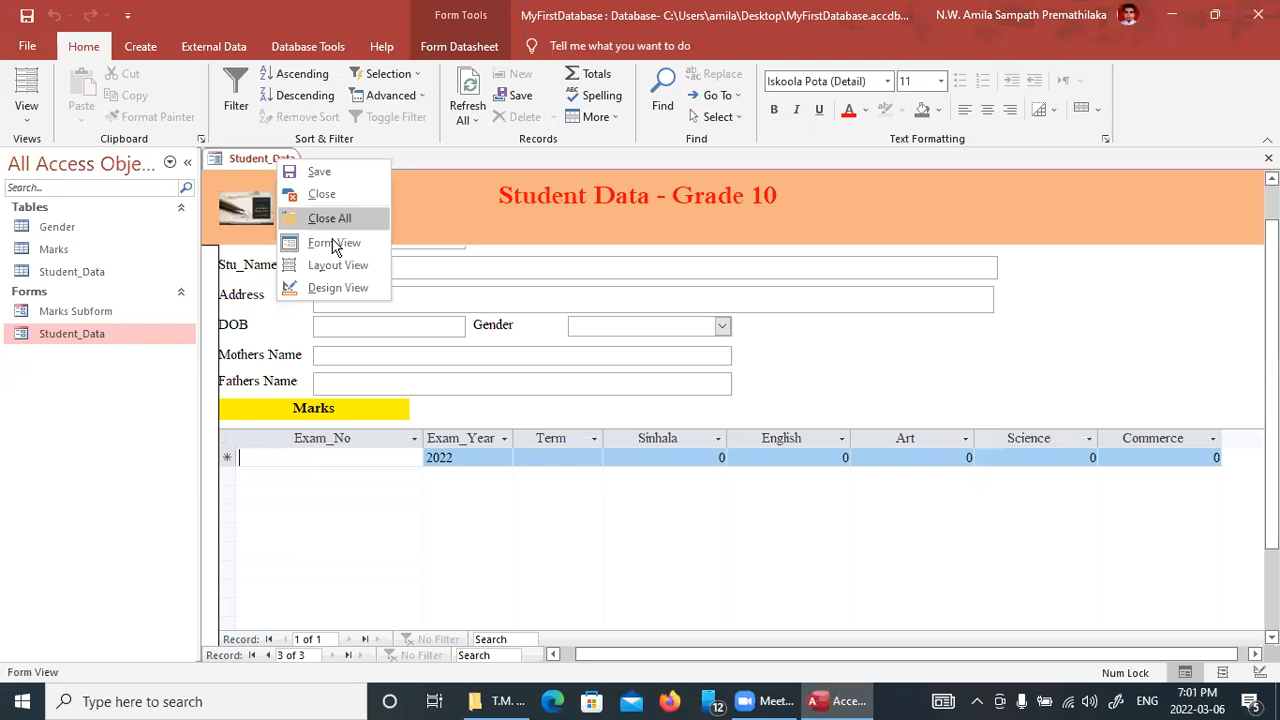 Form Tools
MyFirstDatabase : Database- C:\Users\amila\Desktop\MyFirstDatabase.accdb...
N.W. Amila Sampath Premathilaka
File Home Create External Data Database Tools Help Form Datasheet Tell me what you want to do
View
Views
Paste
Cut
Copy
Format Painter
Clipboard
Filter
Ascending
Descending
Remove Sort
Selection
Advanced
Toggle Filter
Sort & Filter
Refresh
All
New
Save
Delete
Totals
Spelling
More
Records
Find
Replace
Go To
Select
Find
Iskoola Pota (Detail) 11
B I U A
Text Formatting
All Access Obje...
Search...
Tables
Gender
Marks
Student_Data
Forms
Marks Subform
Student_Data
Student_Data
Save
Close
Close All
Form View
Layout View
Design View
Student Data - Grade 10
Stu_Name
Address
DOB Gender
Mothers Name
Fathers Name
Marks
Exam_No Exam_Year Term Sinhala English Art Science Commerce
2022 0 0 0 0 0
Record: 1 of 1 No Filter Search
Record: 3 of 3 No Filter Search
Form View Num Lock
Type here to search
T.M. ...
12
Meet...
Acce...
ENG
7:01 PM
2022-03-06
5